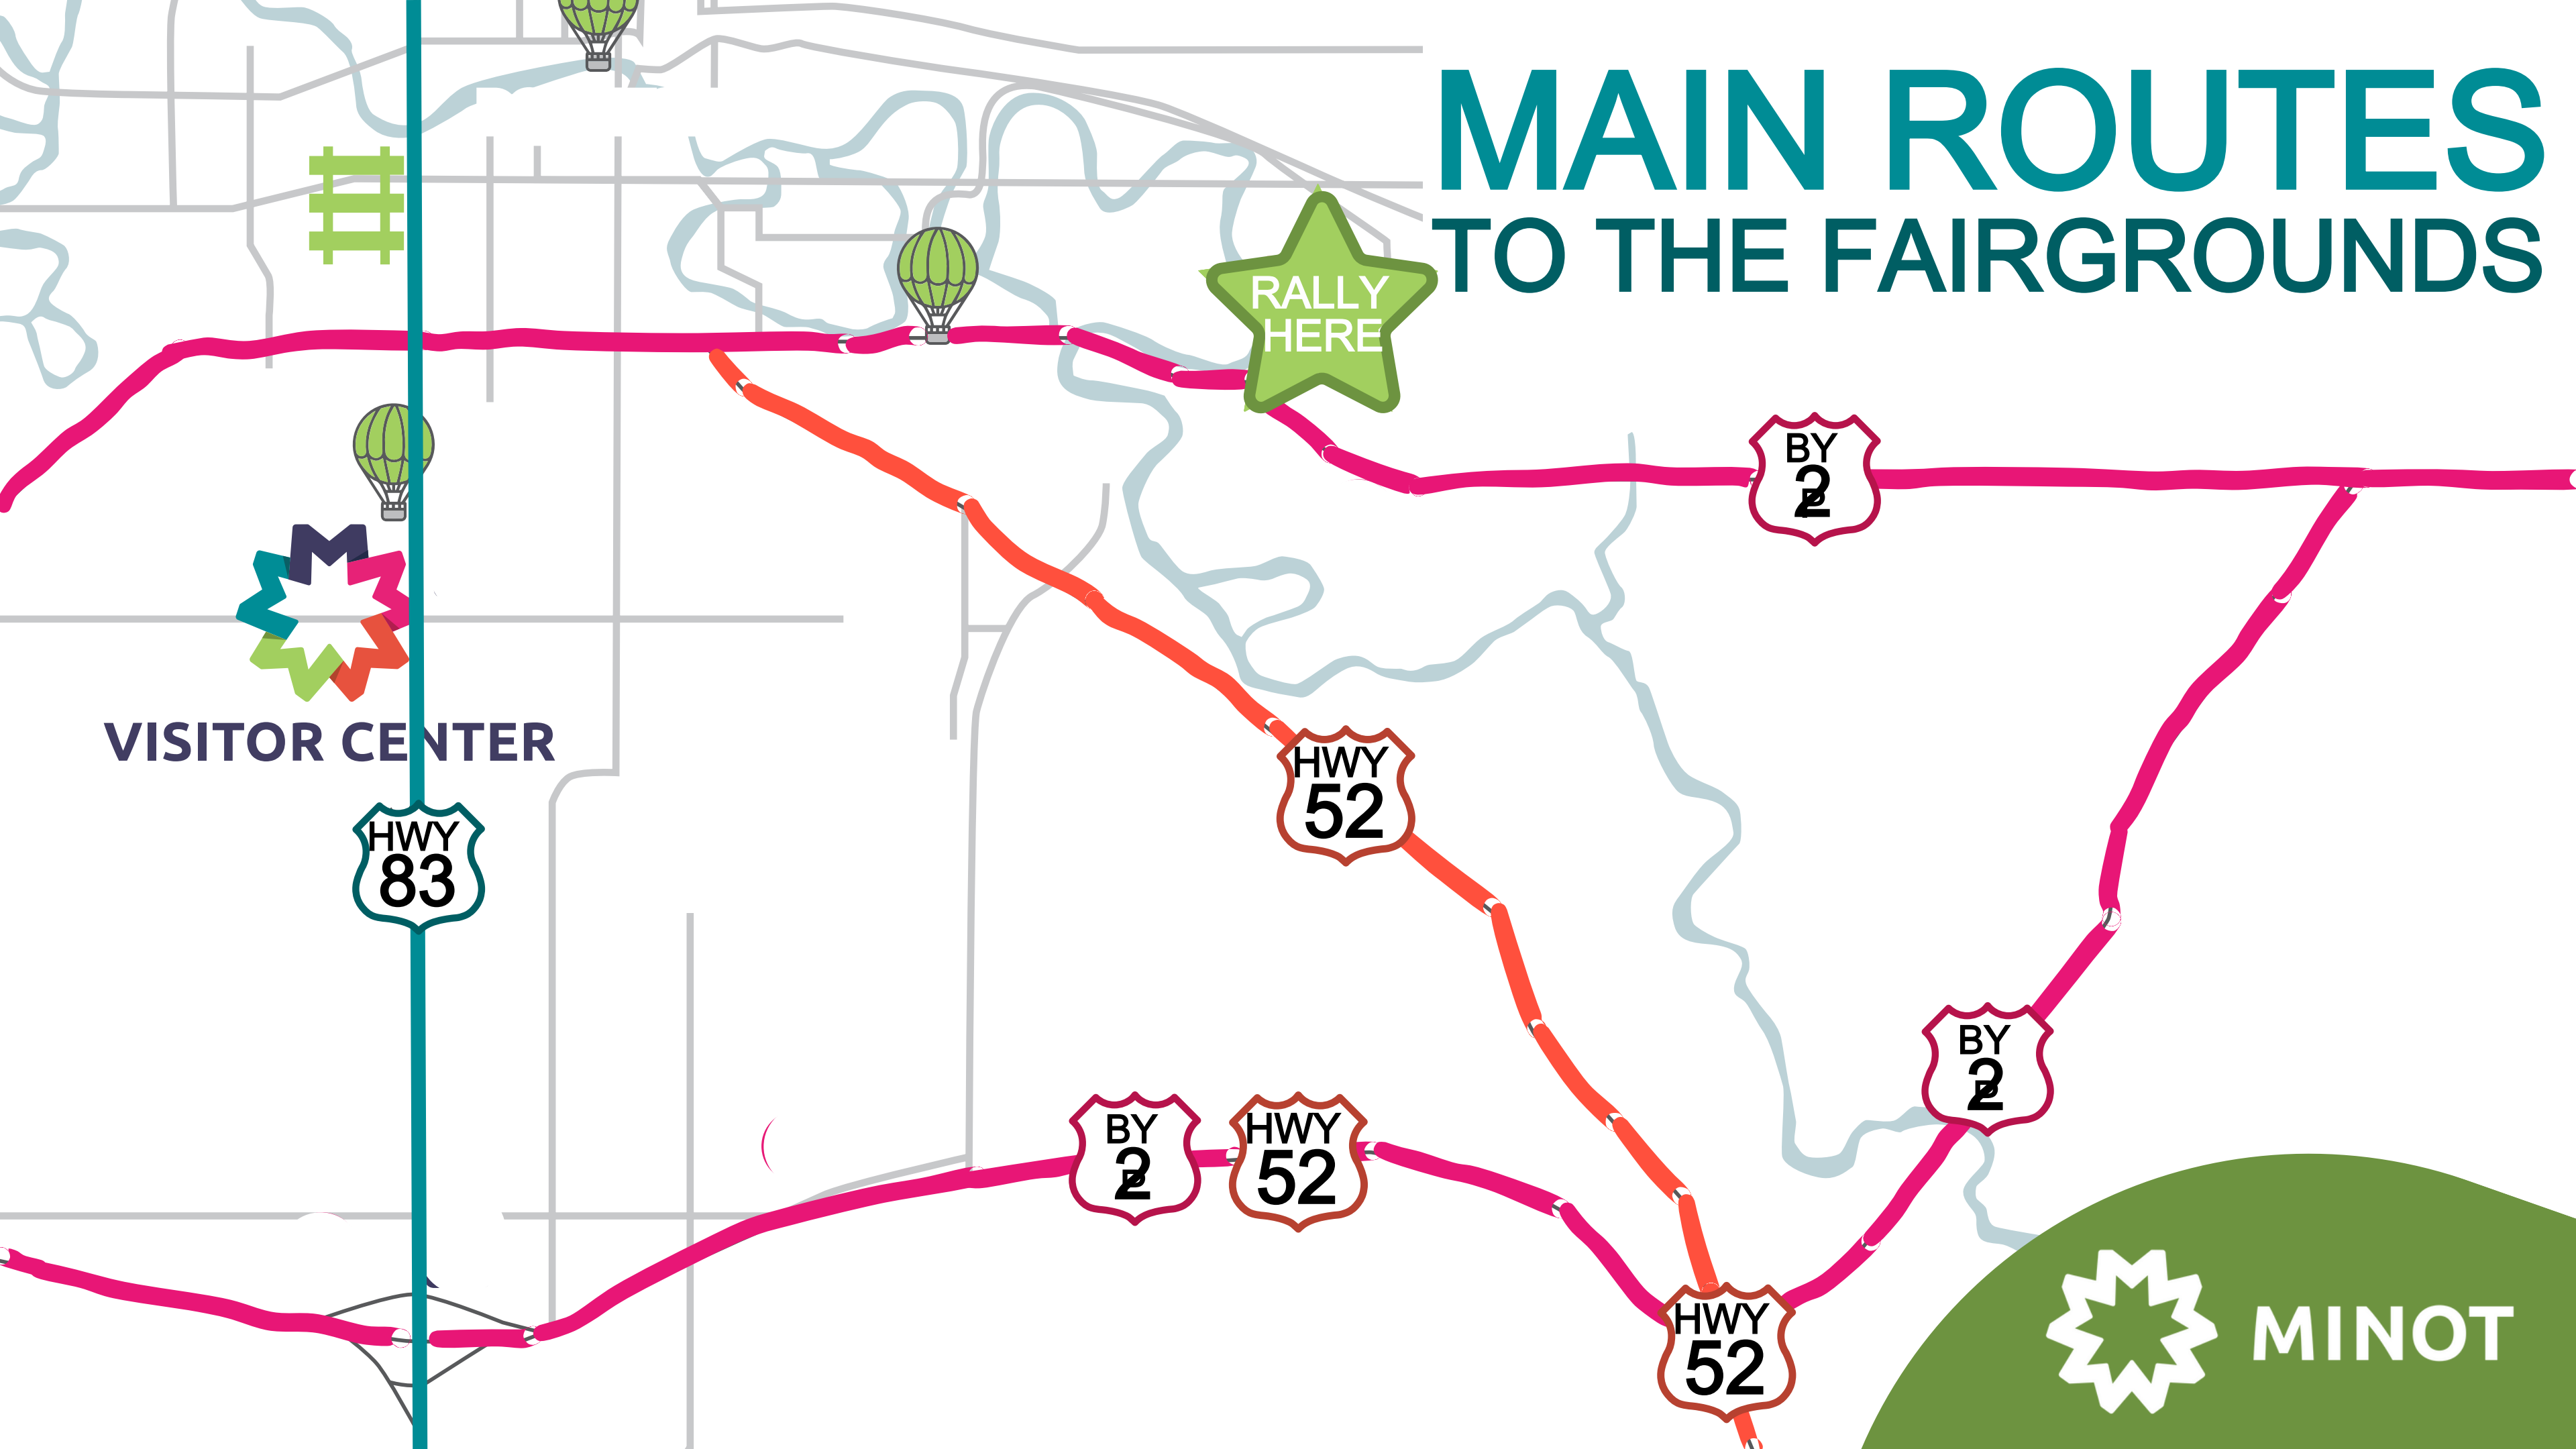 MAIN ROUTES
TO THE FAIRGROUNDS
RALLY
HERE
BY
2
P
VISITOR CENTER
HWY
52
HWY
83
BY
2
P
BY
2
P
HWY
52
HWY
52
MINOT